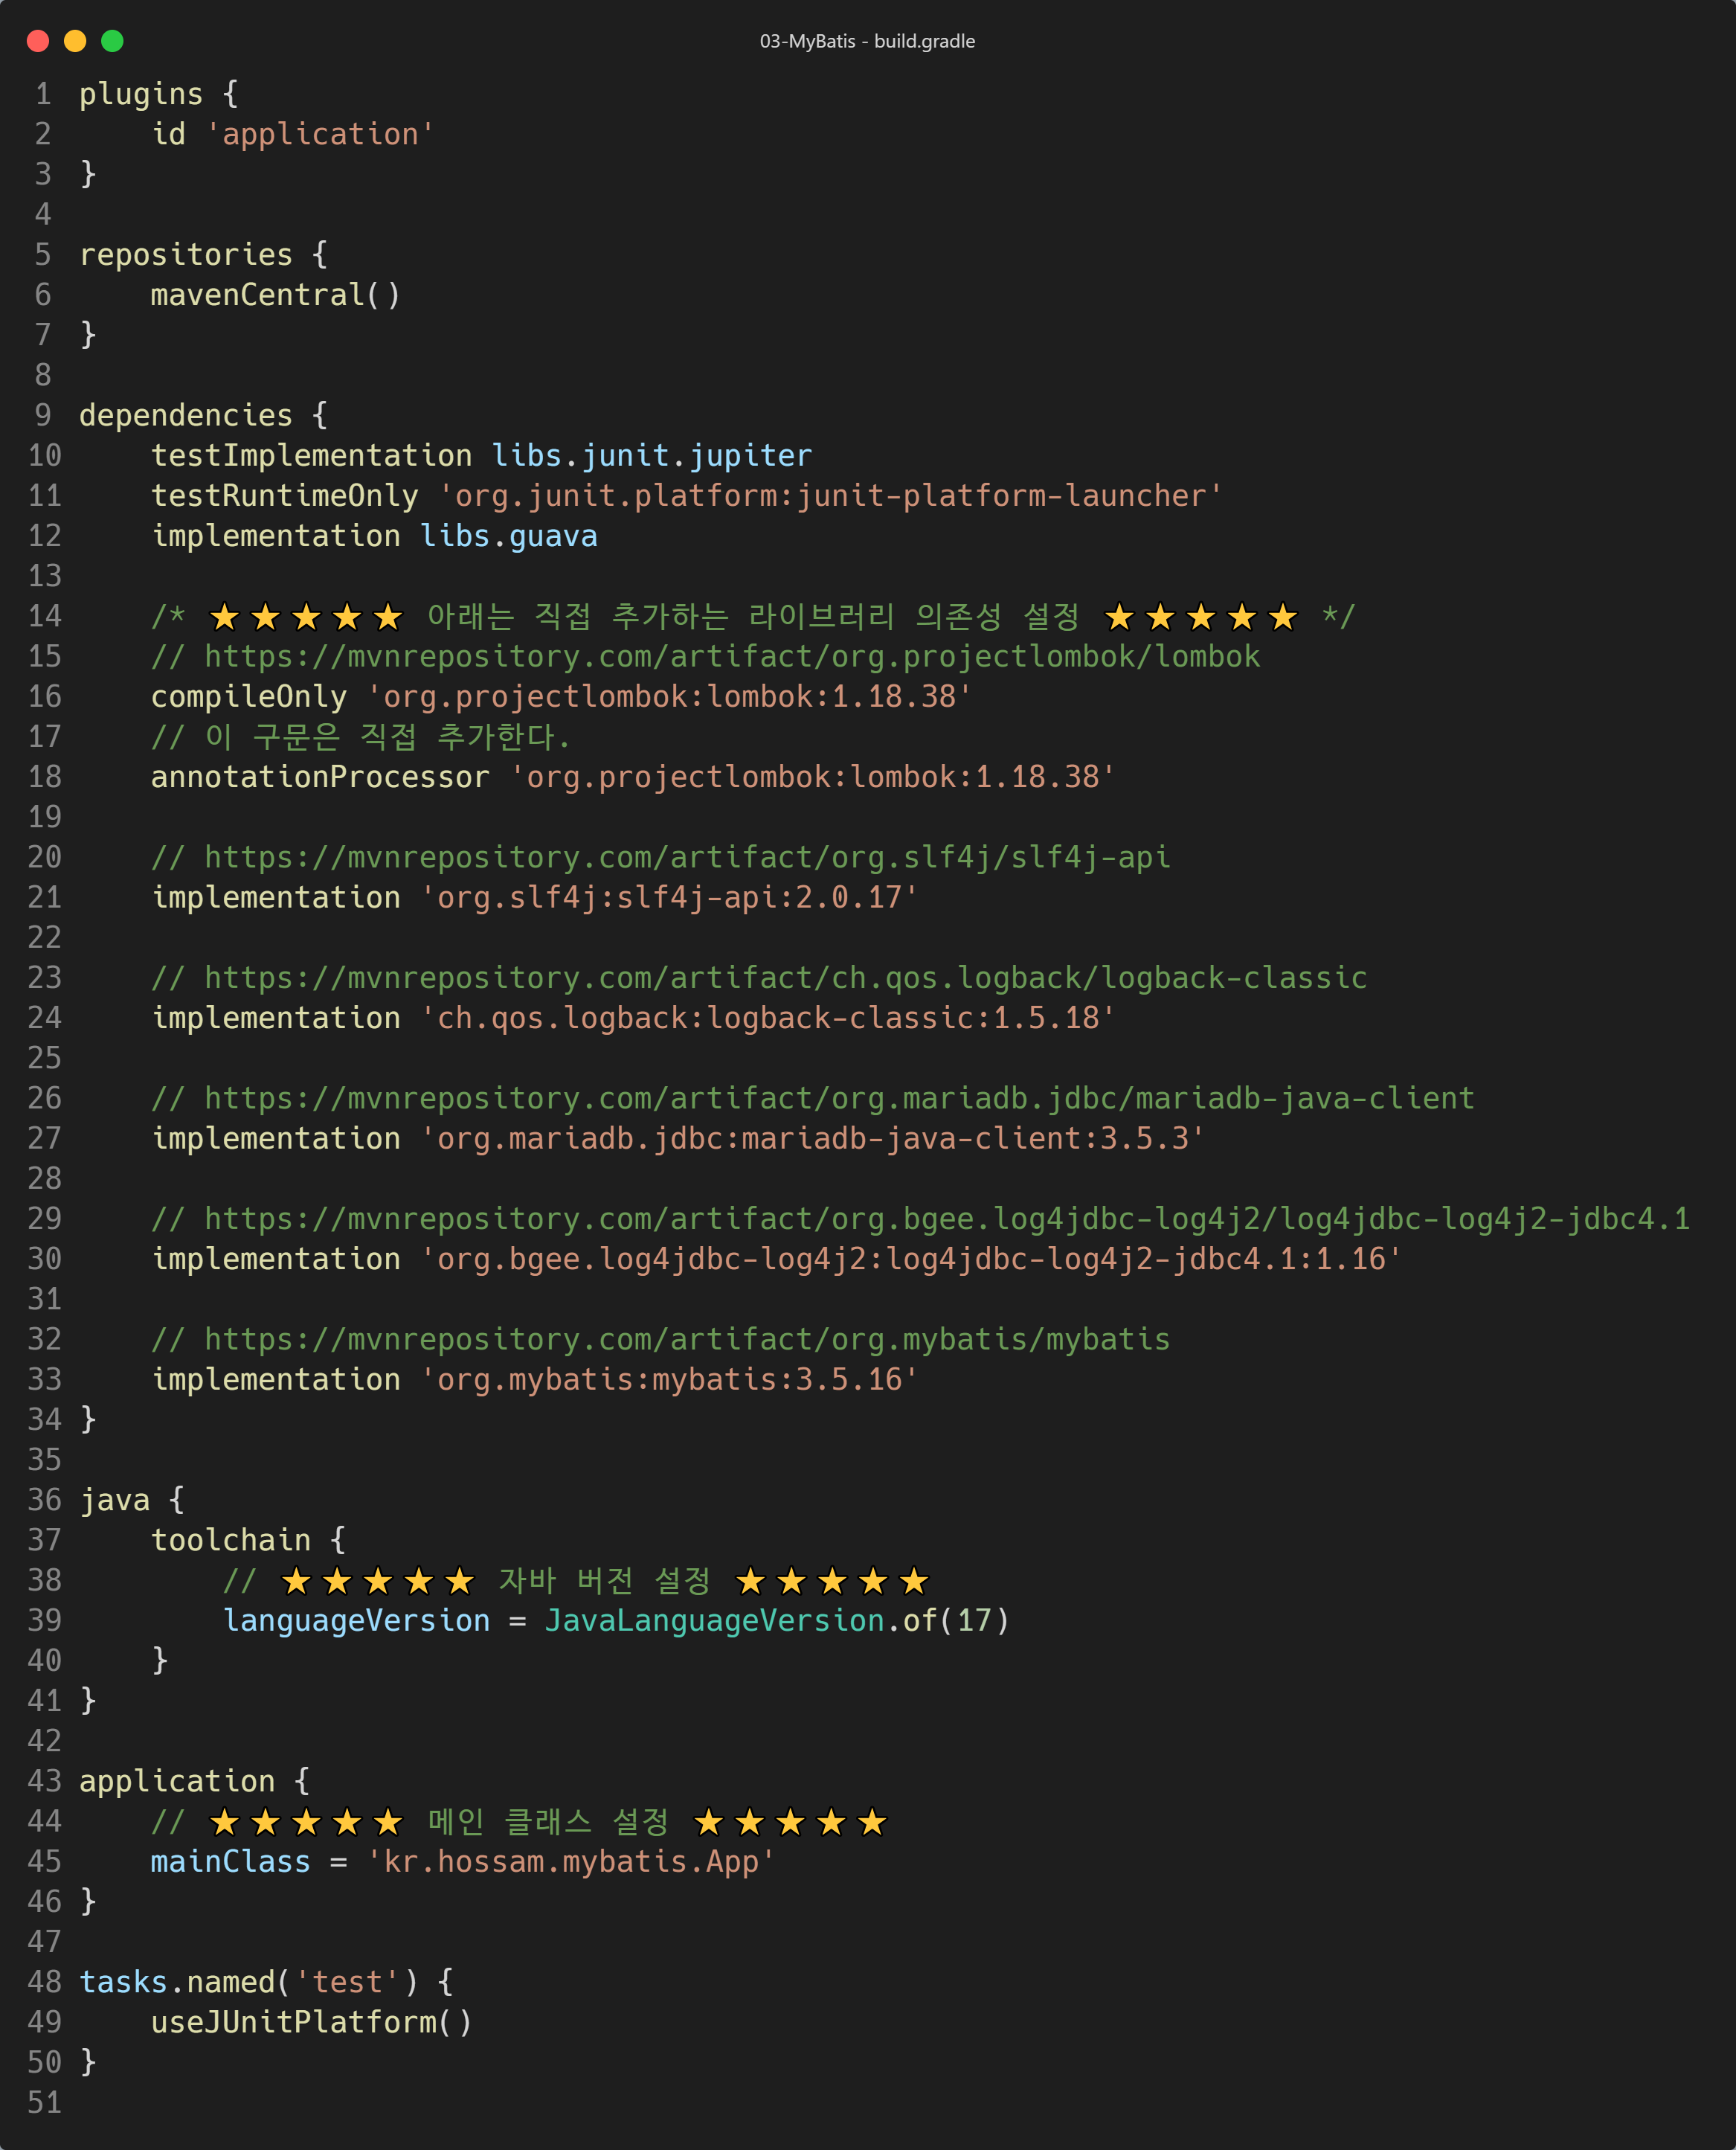 03-MyBatis - build.gradle
1 plugins {
2     id 'application'
3 }
4
5 repositories {
6     mavenCentral()
7 }
8
9 dependencies {
10     testImplementation libs.junit.jupiter
11     testRuntimeOnly 'org.junit.platform:junit-platform-launcher'
12     implementation libs.guava
13
14     /* ⭐⭐⭐⭐⭐ 아래는 직접 추가하는 라이브러리 의존성 설정 ⭐⭐⭐⭐⭐ */
15     // https://mvnrepository.com/artifact/org.projectlombok/lombok
16     compileOnly 'org.projectlombok:lombok:1.18.38'
17     // 이 구문은 직접 추가한다.
18     annotationProcessor 'org.projectlombok:lombok:1.18.38'
19
20     // https://mvnrepository.com/artifact/org.slf4j/slf4j-api
21     implementation 'org.slf4j:slf4j-api:2.0.17'
22
23     // https://mvnrepository.com/artifact/ch.qos.logback/logback-classic
24     implementation 'ch.qos.logback:logback-classic:1.5.18'
25
26     // https://mvnrepository.com/artifact/org.mariadb.jdbc/mariadb-java-client
27     implementation 'org.mariadb.jdbc:mariadb-java-client:3.5.3'
28
29     // https://mvnrepository.com/artifact/org.bgee.log4jdbc-log4j2/log4jdbc-log4j2-jdbc4.1
30     implementation 'org.bgee.log4jdbc-log4j2:log4jdbc-log4j2-jdbc4.1:1.16'
31
32     // https://mvnrepository.com/artifact/org.mybatis/mybatis
33     implementation 'org.mybatis:mybatis:3.5.16'
34 }
35
36 java {
37     toolchain {
38         // ⭐⭐⭐⭐⭐ 자바 버전 설정 ⭐⭐⭐⭐⭐
39         languageVersion = JavaLanguageVersion.of(17)
40     }
41 }
42
43 application {
44     // ⭐⭐⭐⭐⭐ 메인 클래스 설정 ⭐⭐⭐⭐⭐
45     mainClass = 'kr.hossam.mybatis.App'
46 }
47
48 tasks.named('test') {
49     useJUnitPlatform()
50 }
51